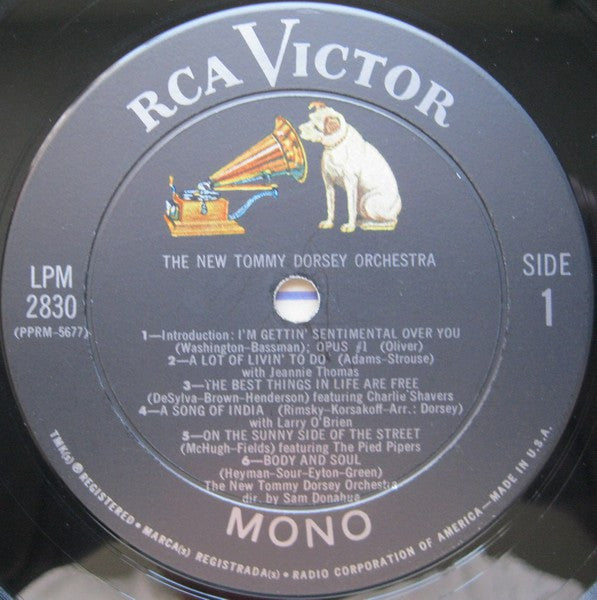 RCA VICTOR
THE NEW TOMMY DORSEY ORCHESTRA
LPM
2830
(PPRM-5677)
SIDE
1
1—Introduction: I'M GETTIN' SENTIMENTAL OVER YOU
(Washington-Bassman); OPUS #1 (Oliver)
2—A LOT OF LIVIN' TO DO (Adams-Strouse)
with Jeannie Thomas
3—THE BEST THINGS IN LIFE ARE FREE
(DeSylva-Brown-Henderson) featuring Charlie Shavers
4—A SONG OF INDIA (Rimsky-Korsakoff-Arr.: Dorsey)
with Larry O'Brien
5—ON THE SUNNY SIDE OF THE STREET
(McHugh-Fields) featuring The Pied Pipers
6—BODY AND SOUL
(Heyman-Sour-Eyton-Green)
The New Tommy Dorsey Orchestra
dir. by Sam Donahue
MONO
TMK(s) ® REGISTERED • MARCA(s) REGISTRADA(s) • RADIO CORPORATION OF AMERICA—MADE IN U.S.A.